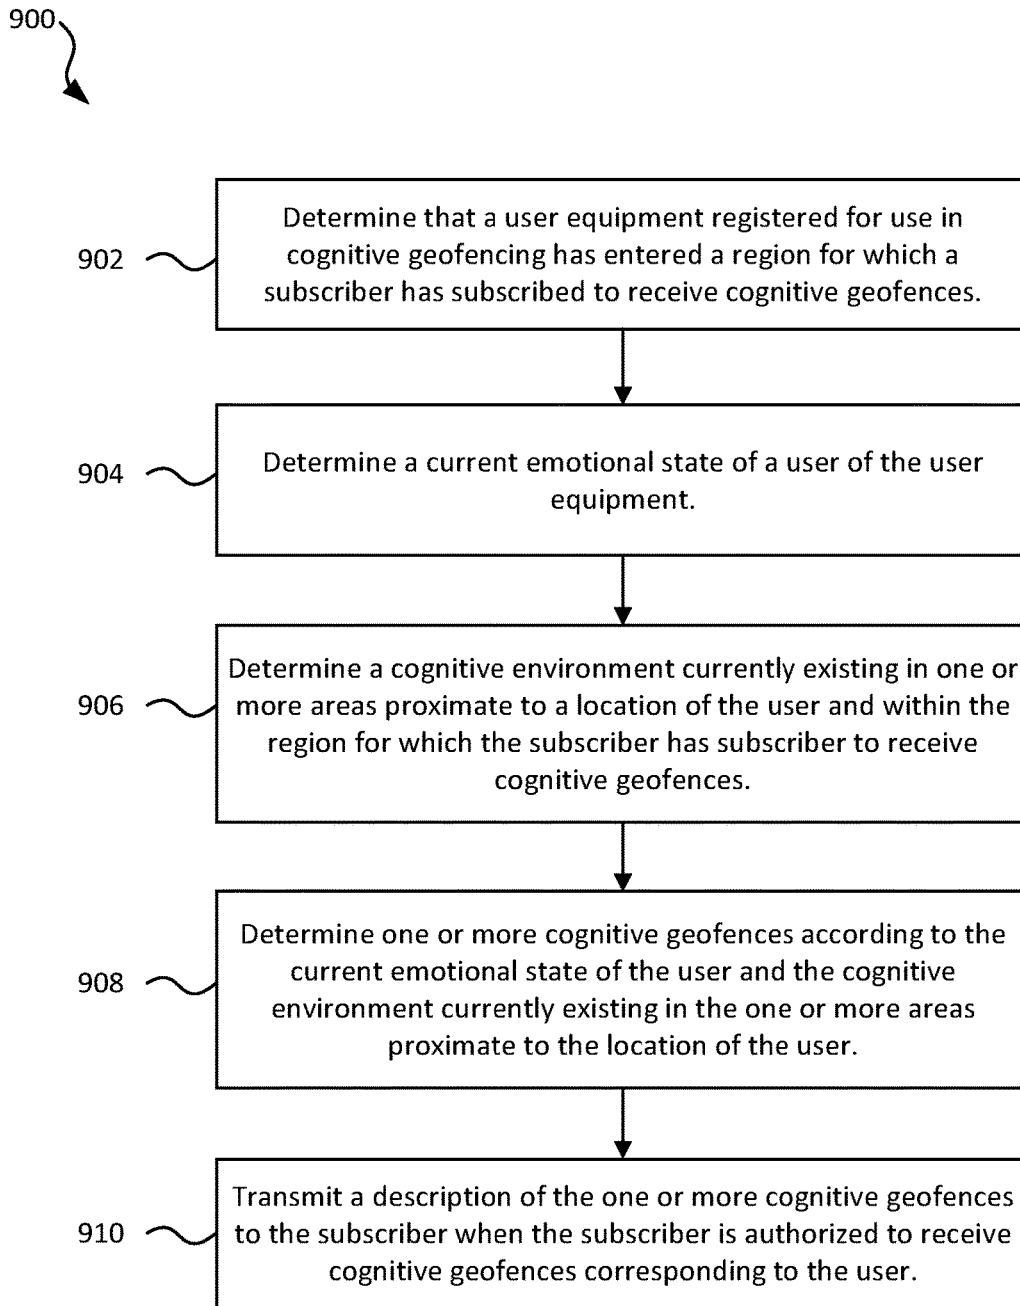 900
902
Determine that a user equipment registered for use in
cognitive geofencing has entered a region for which a
subscriber has subscribed to receive cognitive geofences.
904
Determine a current emotional state of a user of the user
equipment.
906
Determine a cognitive environment currently existing in one or
more areas proximate to a location of the user and within the
region for which the subscriber has subscriber to receive
cognitive geofences.
908
Determine one or more cognitive geofences according to the
current emotional state of the user and the cognitive
environment currently existing in the one or more areas
proximate to the location of the user.
910
Transmit a description of the one or more cognitive geofences
to the subscriber when the subscriber is authorized to receive
cognitive geofences corresponding to the user.